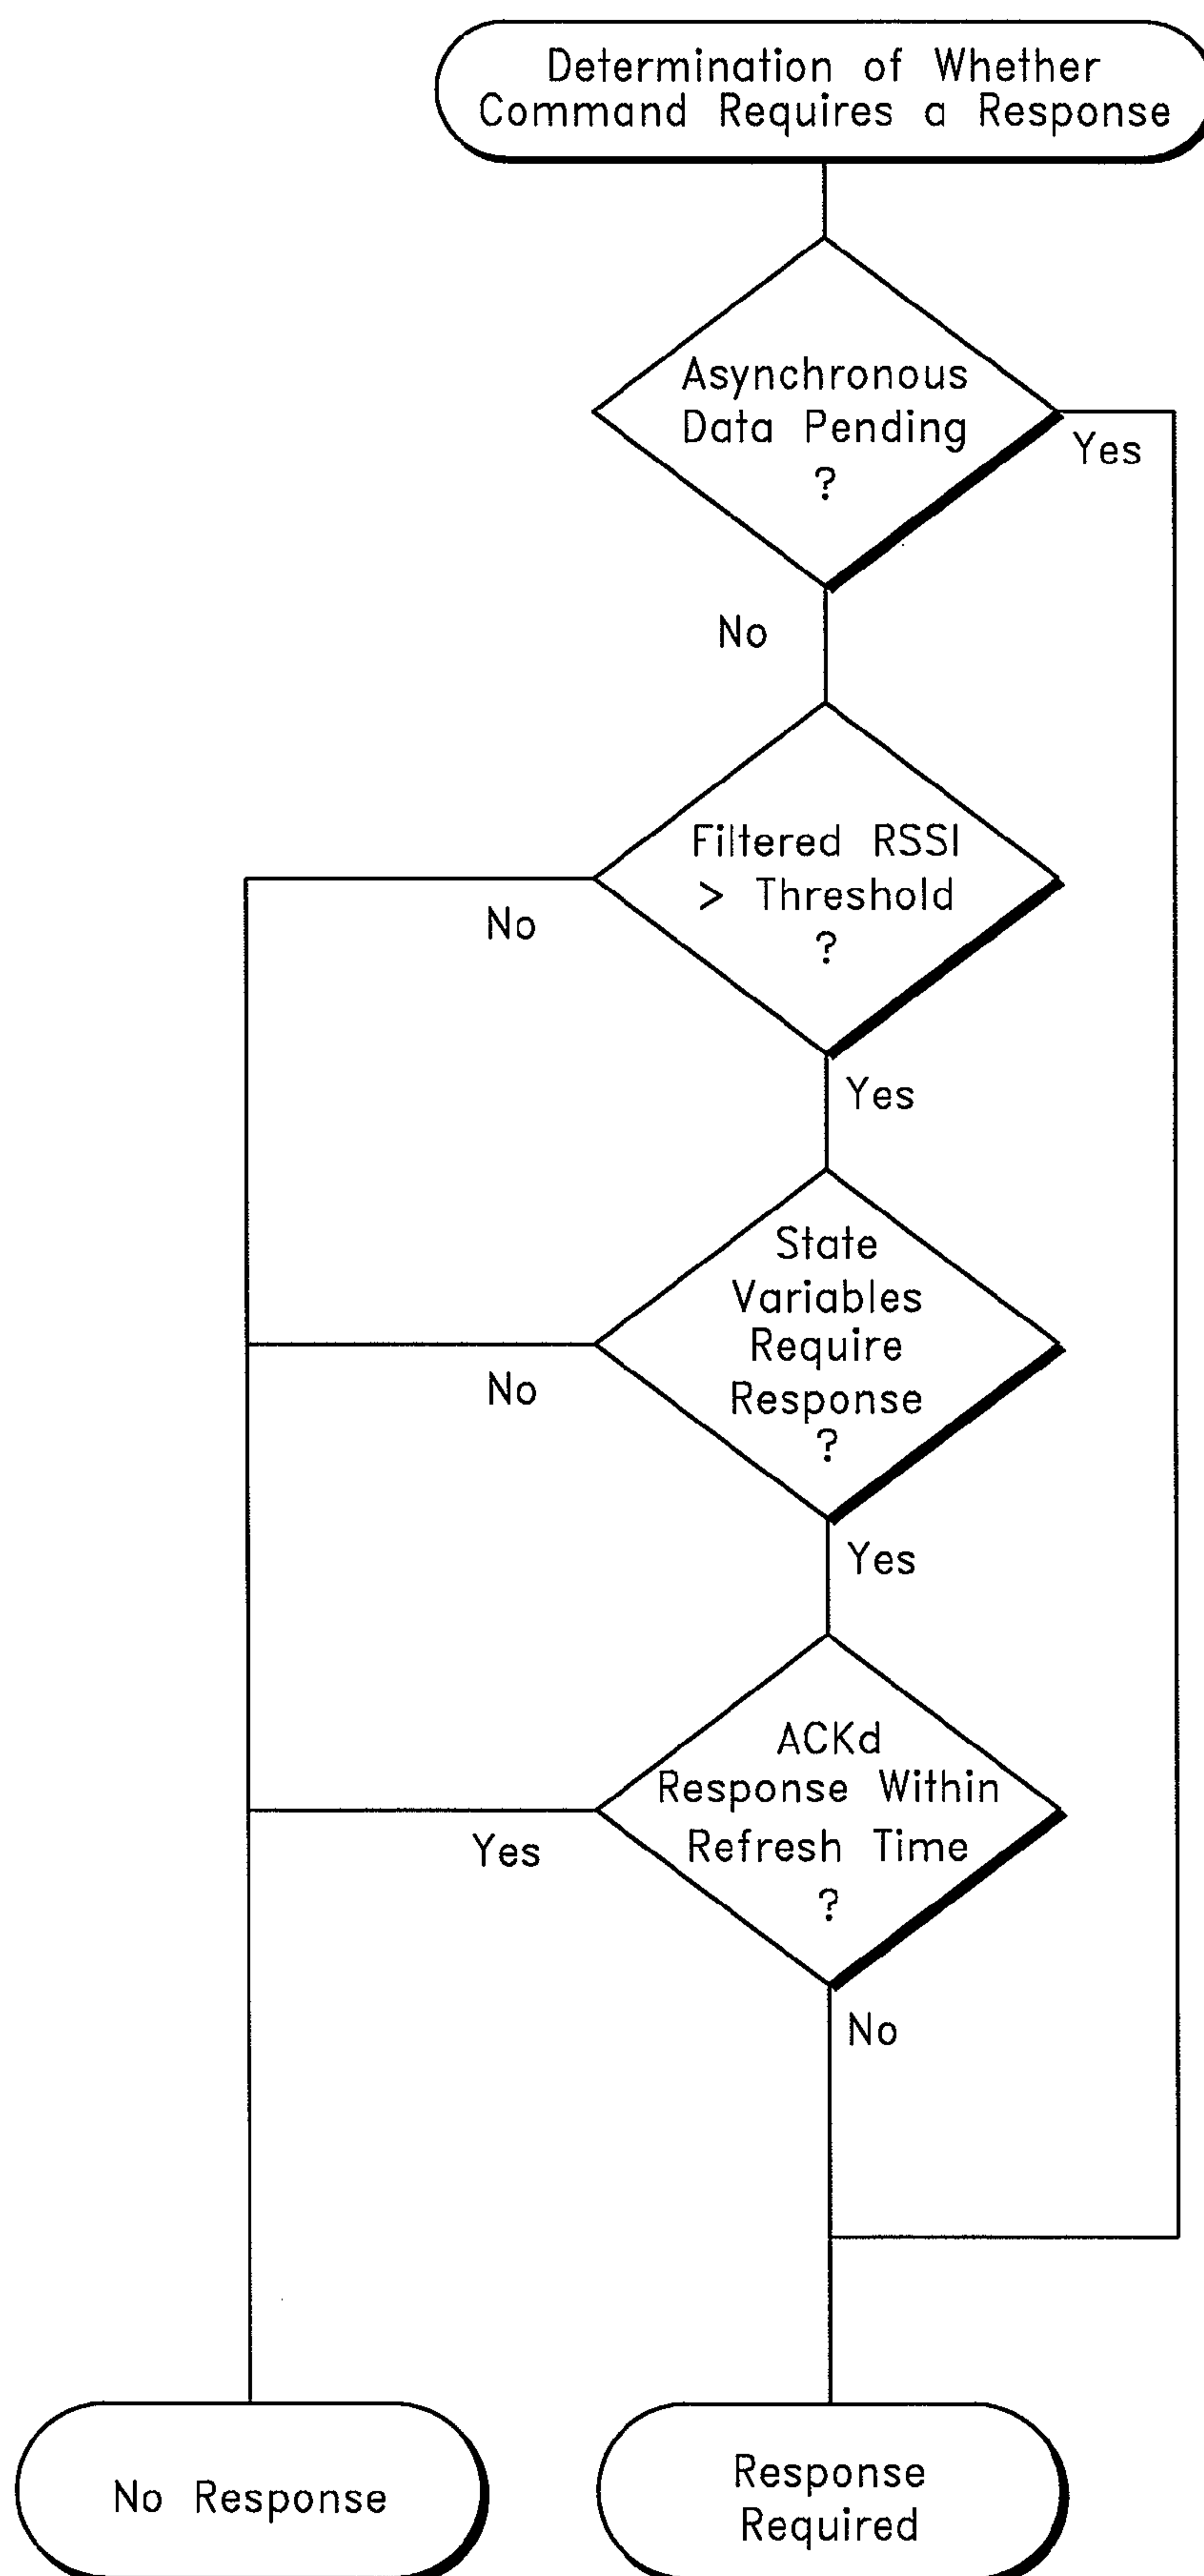 Determination of Whether
Command Requires a Response
Asynchronous
Data Pending
?
Yes
No
Filtered RSSI
> Threshold
?
No
Yes
State
Variables
Require
Response
?
No
Yes
ACKd
Response Within
Refresh Time
?
Yes
No
No Response
Response
Required